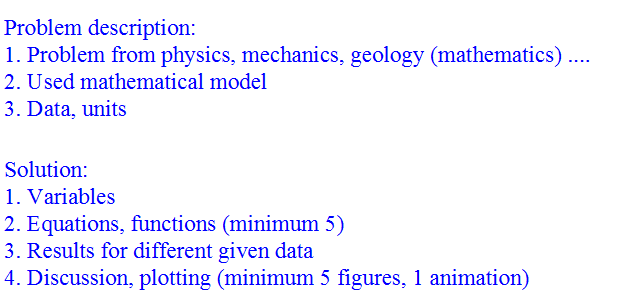 Problem description:
1. Problem from physics, mechanics, geology (mathematics) ....
2. Used mathematical model
3. Data, units
Solution:
1. Variables
2. Equations, functions (minimum 5)
3. Results for different given data
4. Discussion, plotting (minimum 5 figures, 1 animation)